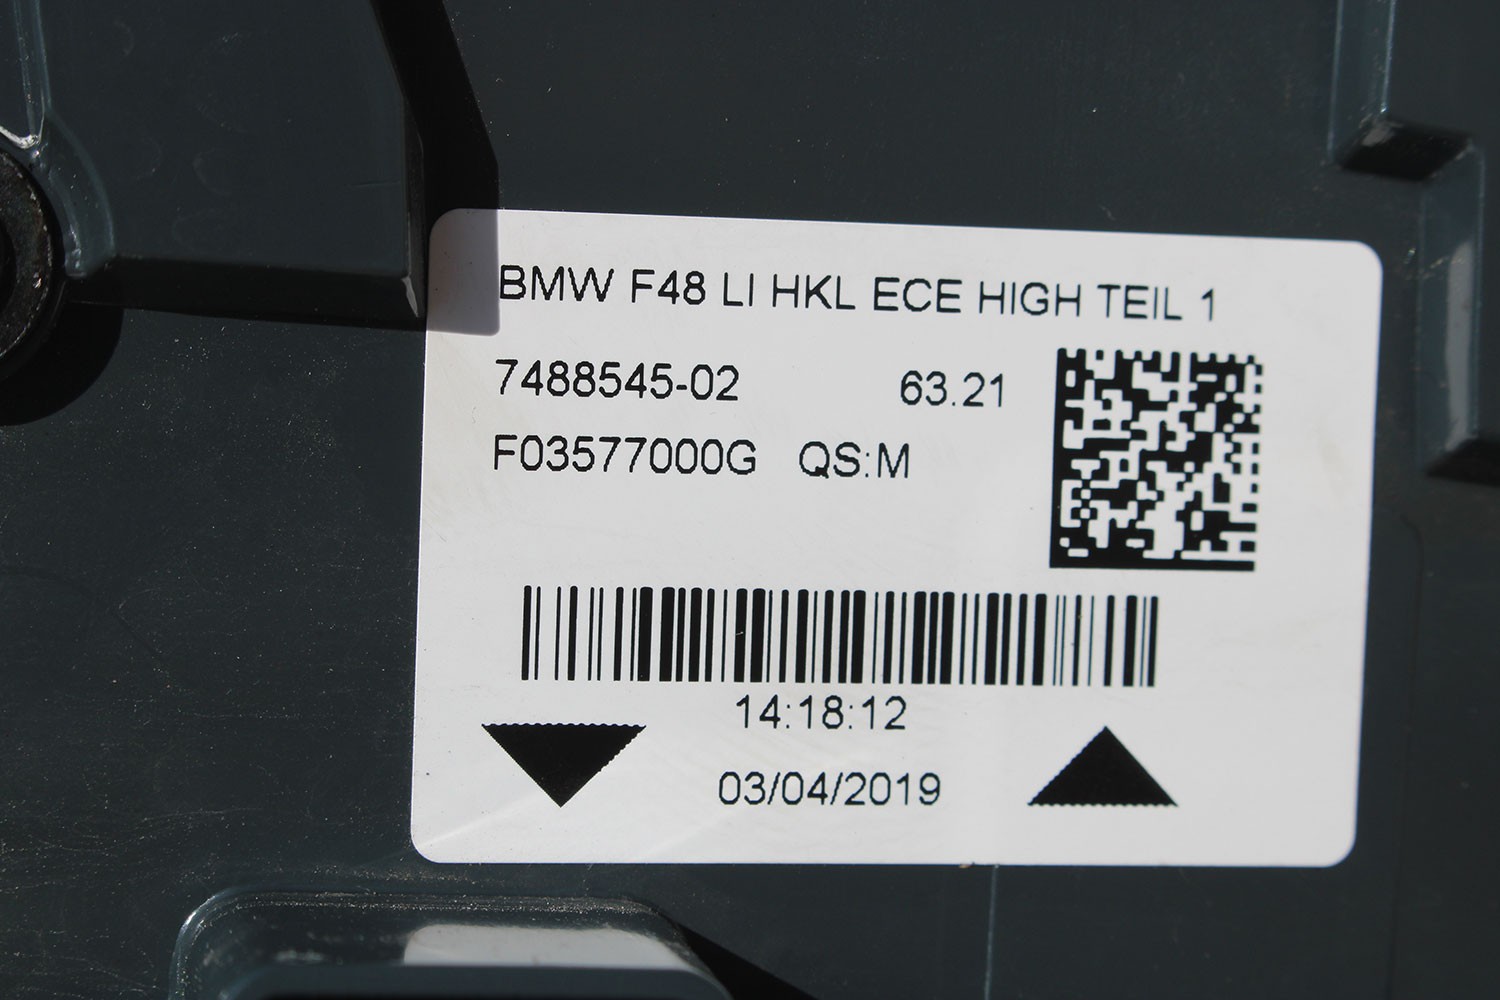 BMW F48 LI HKL ECE HIGH TEIL 1
7488545-02 63.21
F03577000G QS:M
14:18:12
03/04/2019